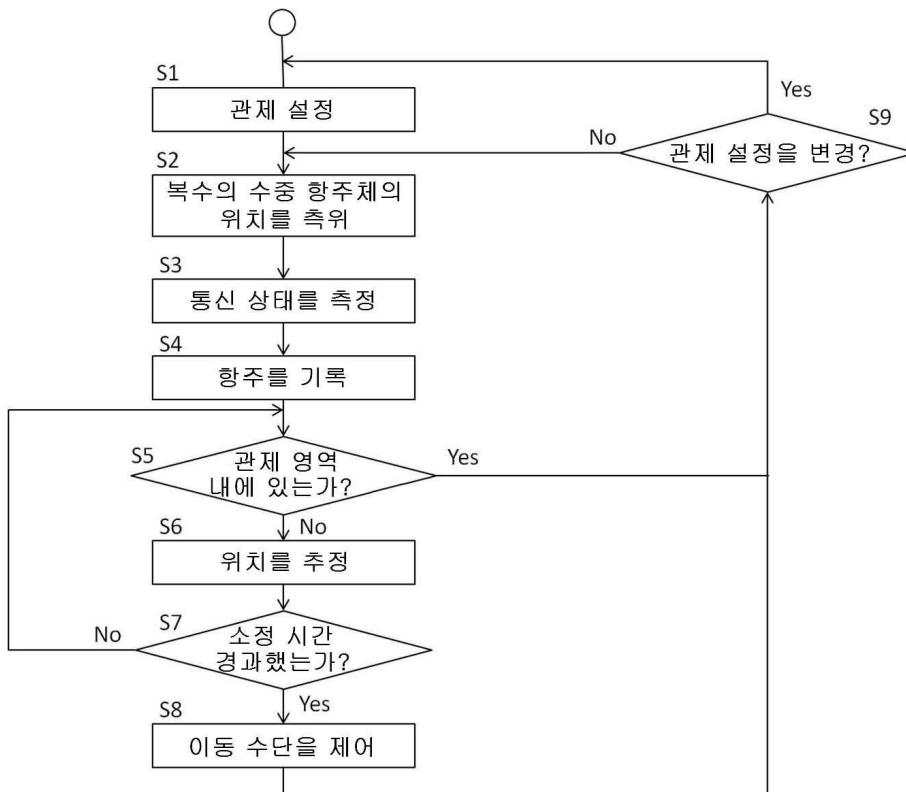 S1
관제 설정
Yes
S9
관제 설정을 변경?
No
S2
복수의 수중 항주체의
위치를 측위
S3
통신 상태를 측정
S4
항주를 기록
S5
관제 영역
내에 있는가?
Yes
No
S6
위치를 추정
S7
소정 시간
경과했는가?
No
Yes
S8
이동 수단을 제어